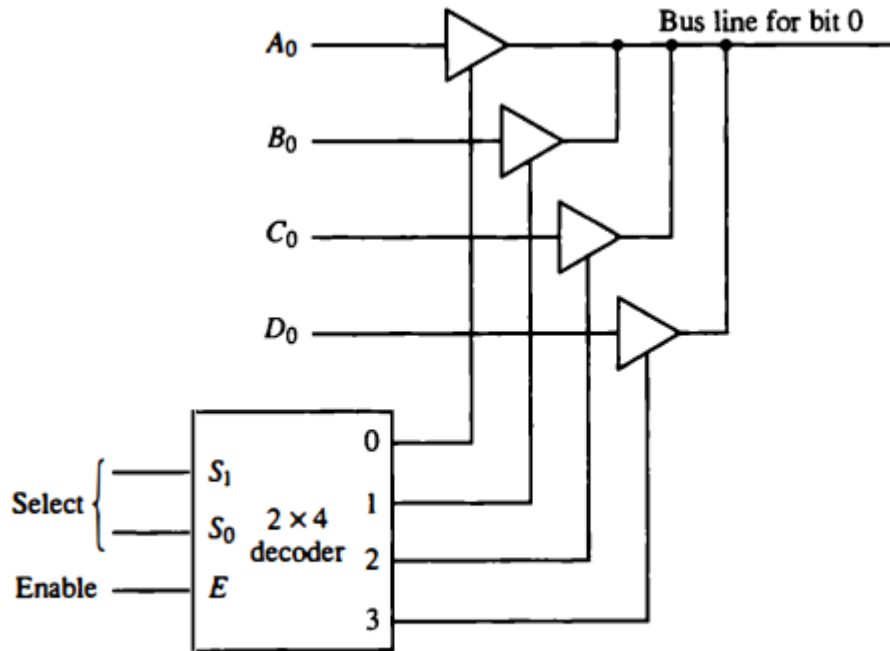 Bus line for bit 0
A₀
B₀
C₀
D₀
Select
S₁
S₀
Enable
E
2 × 4
decoder
0
1
2
3